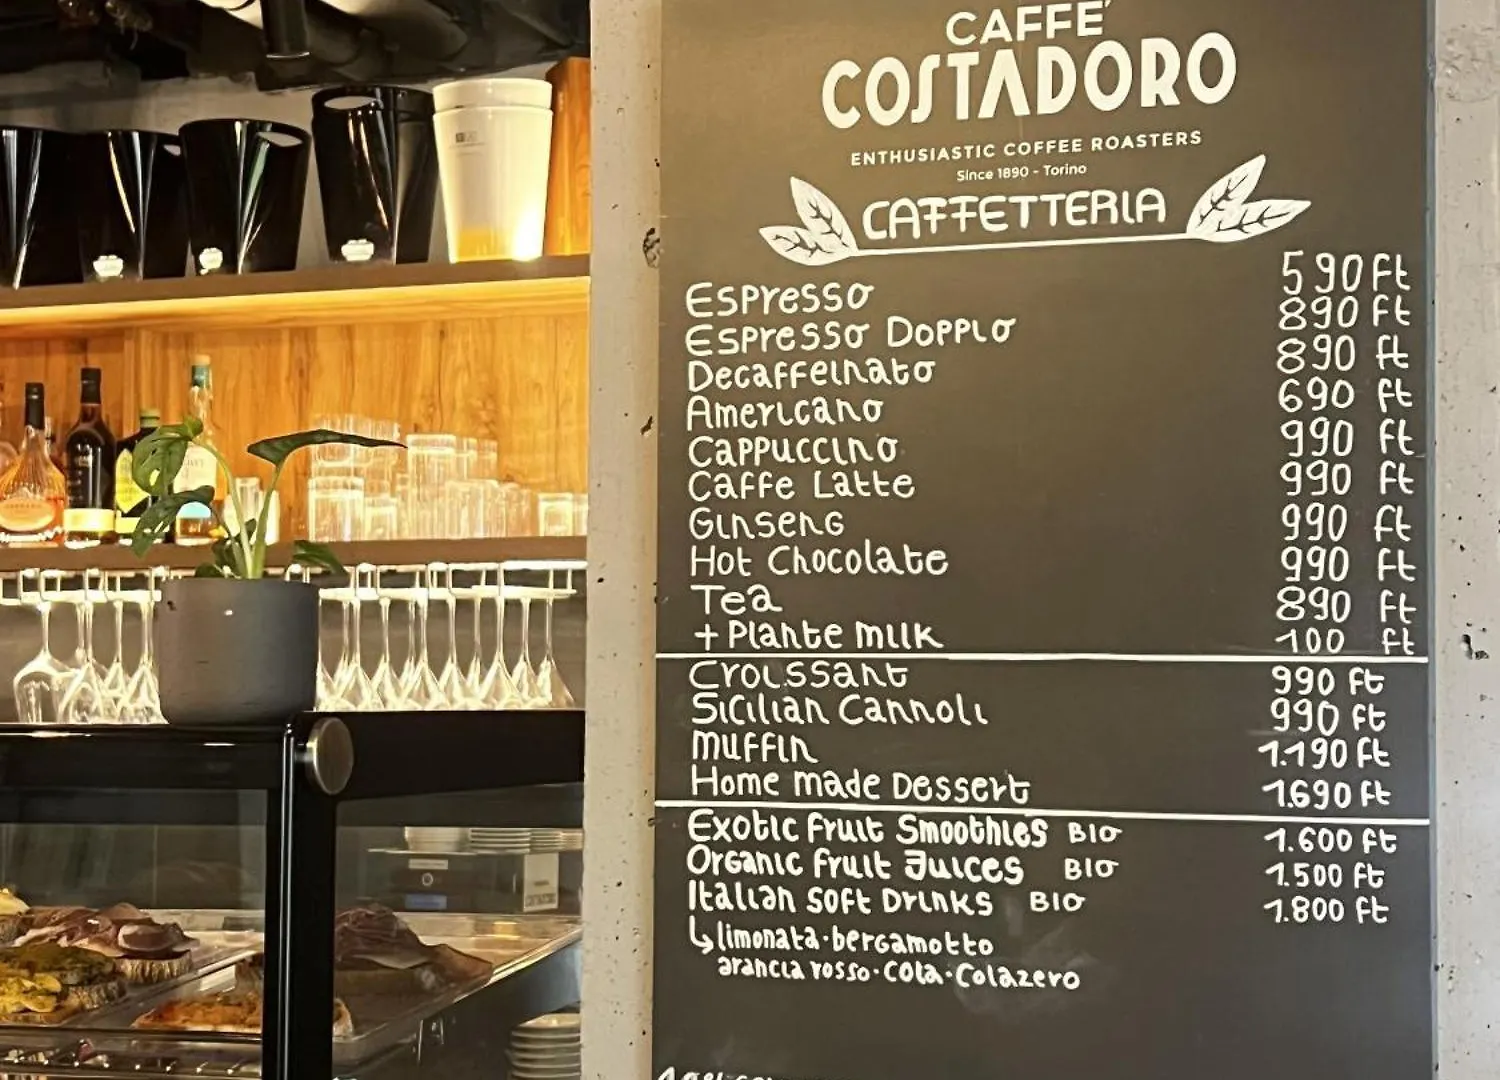 CAFFÈ
COSTADORO
ENTHUSIASTIC COFFEE ROASTERS
Since 1890 - Torino
CAFFETTERIA
Espresso 590 Ft
Espresso Doppio 890 Ft
Decaffeinato 890 Ft
Americano 690 Ft
Cappuccino 990 Ft
Caffe Latte 990 Ft
Ginseng 990 Ft
Hot Chocolate 990 Ft
Tea 890 Ft
+ Plante milk 100 Ft
Croissant 990 Ft
Sicilian Cannoli 990 Ft
Muffin 1.190 Ft
Home made Dessert 1.690 Ft
Exotic Fruit Smoothies BIO 1.600 Ft
Organic Fruit Juices BIO 1.500 Ft
Italian Soft Drinks BIO 1.800 Ft
limonata·bergamotto
arancia rosso·Cola·Colazero